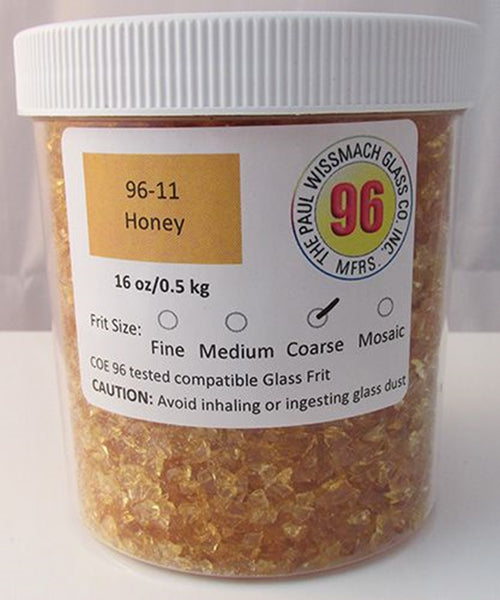 96-11
Honey
THE PAUL WISSMACH GLASS CO. INC.
96
MFRS.
16 oz/0.5 kg
Frit Size:
Fine Medium Coarse Mosaic
COE 96 tested compatible Glass Frit
CAUTION: Avoid inhaling or ingesting glass dust